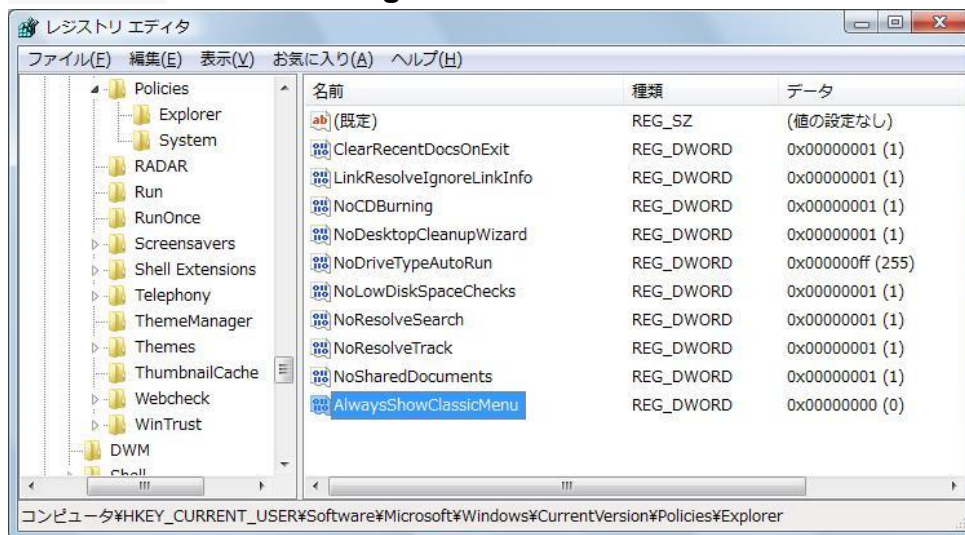 レジストリ エディタ
ファイル(F) 編集(E) 表示(V) お気に入り(A) ヘルプ(H)
Policies
Explorer
System
RADAR
Run
RunOnce
Screensavers
Shell Extensions
Telephony
ThemeManager
Themes
ThumbnailCache
Webcheck
WinTrust
DWM
Shell
名前 種類 データ
(既定) REG_SZ (値の設定なし)
ClearRecentDocsOnExit REG_DWORD 0x00000001 (1)
LinkResolveIgnoreLinkInfo REG_DWORD 0x00000001 (1)
NoCDBurning REG_DWORD 0x00000001 (1)
NoDesktopCleanupWizard REG_DWORD 0x00000001 (1)
NoDriveTypeAutoRun REG_DWORD 0x000000ff (255)
NoLowDiskSpaceChecks REG_DWORD 0x00000001 (1)
NoResolveSearch REG_DWORD 0x00000001 (1)
NoResolveTrack REG_DWORD 0x00000001 (1)
NoSharedDocuments REG_DWORD 0x00000001 (1)
AlwaysShowClassicMenu REG_DWORD 0x00000000 (0)
コンピュータ¥HKEY_CURRENT_USER¥Software¥Microsoft¥Windows¥CurrentVersion¥Policies¥Explorer